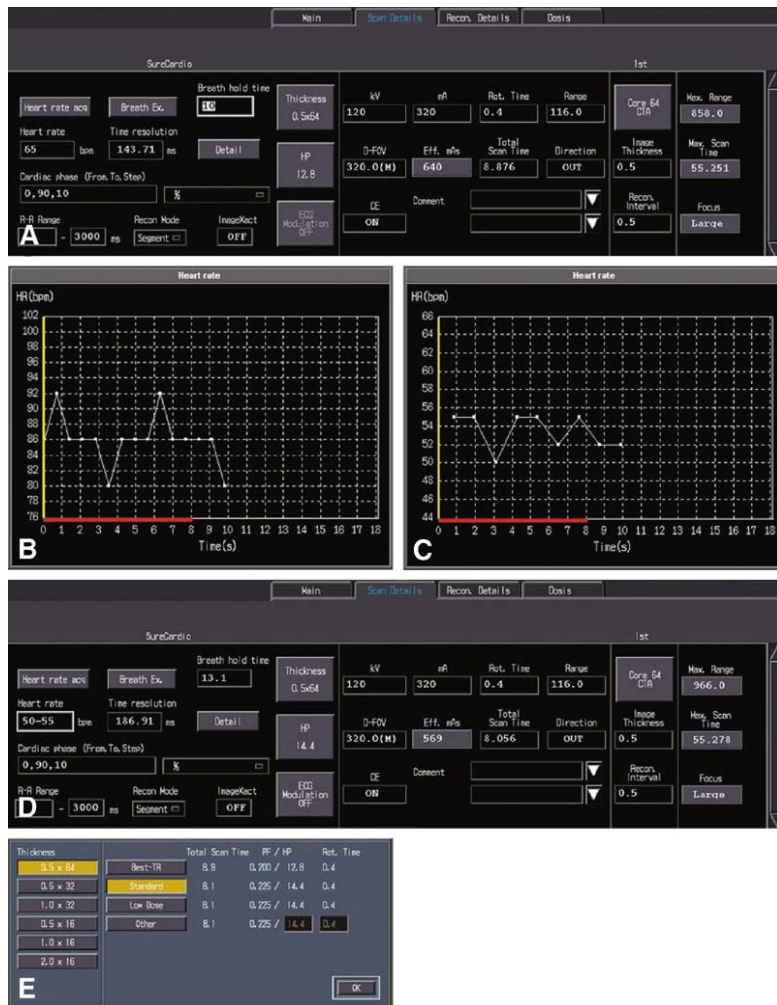 Main Scan Details Recon. Details Dosis
SureCardio 1st
Breath hold time
Heart rate acq Breath Ex. 10 Thickness 0.5x64
kV mA Rot. Time Range
120 320 0.4 116.0
Core 64 CTA
Max. Range
858.0
Heart rate Time resolution
65 bpm 143.71 ms Detail
HP
12.8
D-FOV Eff. mAs Total Scan Time Direction
320.0(M) 640 8.876 OUT
Image Thickness
0.5
Max. Scan Time
55.251
Cardiac phase (From, To, Step)
0,90,10 %
CE Comment
ON
R-R Range Recon Mode ImageXact
- 3000 ms Segment OFF
ECG Modulation OFF
Recon. Interval
0.5
Focus
Large
A
Heart rate
HR(bpm)
102
100
98
96
94
92
90
88
86
84
82
80
78
76
0 1 2 3 4 5 6 7 8 9 10 11 12 13 14 15 16 17 18
Time(s)
B
Heart rate
HR(bpm)
66
64
62
60
58
56
54
52
50
48
46
44
0 1 2 3 4 5 6 7 8 9 10 11 12 13 14 15 16 17 18
Time(s)
C
Main Scan Details Recon. Details Dosis
SureCardio 1st
Breath hold time
Heart rate acq Breath Ex. 13.1 Thickness 0.5x64
kV mA Rot. Time Range
120 320 0.4 116.0
Core 64 CTA
Max. Range
966.0
Heart rate Time resolution
50-55 bpm 186.91 ms Detail
HP
14.4
D-FOV Eff. mAs Total Scan Time Direction
320.0(M) 569 8.056 OUT
Image Thickness
0.5
Max. Scan Time
55.278
Cardiac phase (From, To, Step)
0,90,10 %
CE Comment
ON
R-R Range Recon Mode ImageXact
- 3000 ms Segment OFF
ECG Modulation OFF
Recon. Interval
0.5
Focus
Large
D
Thickness Total Scan Time PF / HP Rot. Time
0.5 x 64 Best-TR 8.9 0.200 / 12.8 0.4
0.5 x 32 Standard 8.1 0.225 / 14.4 0.4
1.0 x 32 Low Dose 8.1 0.225 / 14.4 0.4
0.5 x 16 Other 8.1 0.225 / 14.4 0.4
1.0 x 16
2.0 x 16
OK
E